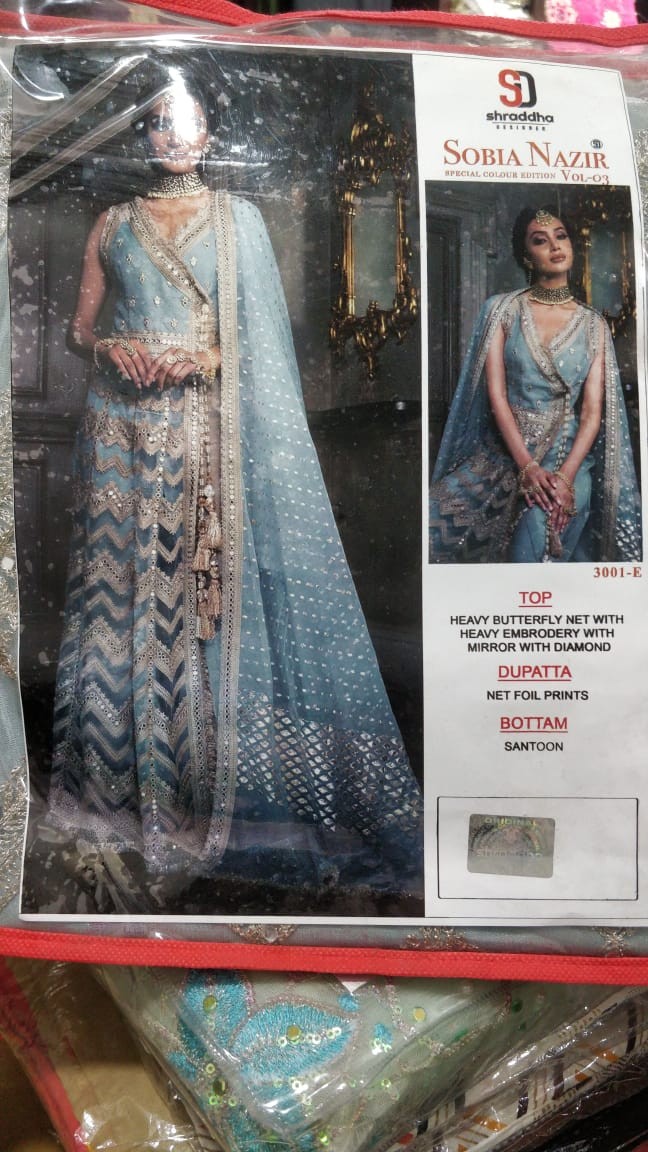 SD
shraddha
DESIGNER
SOBIA NAZIR
SPECIAL COLOUR EDITION VOL-03
3001-E
TOP
HEAVY BUTTERFLY NET WITH
HEAVY EMBRODERY WITH
MIRROR WITH DIAMOND
DUPATTA
NET FOIL PRINTS
BOTTAM
SANTOON
ORIGINAL